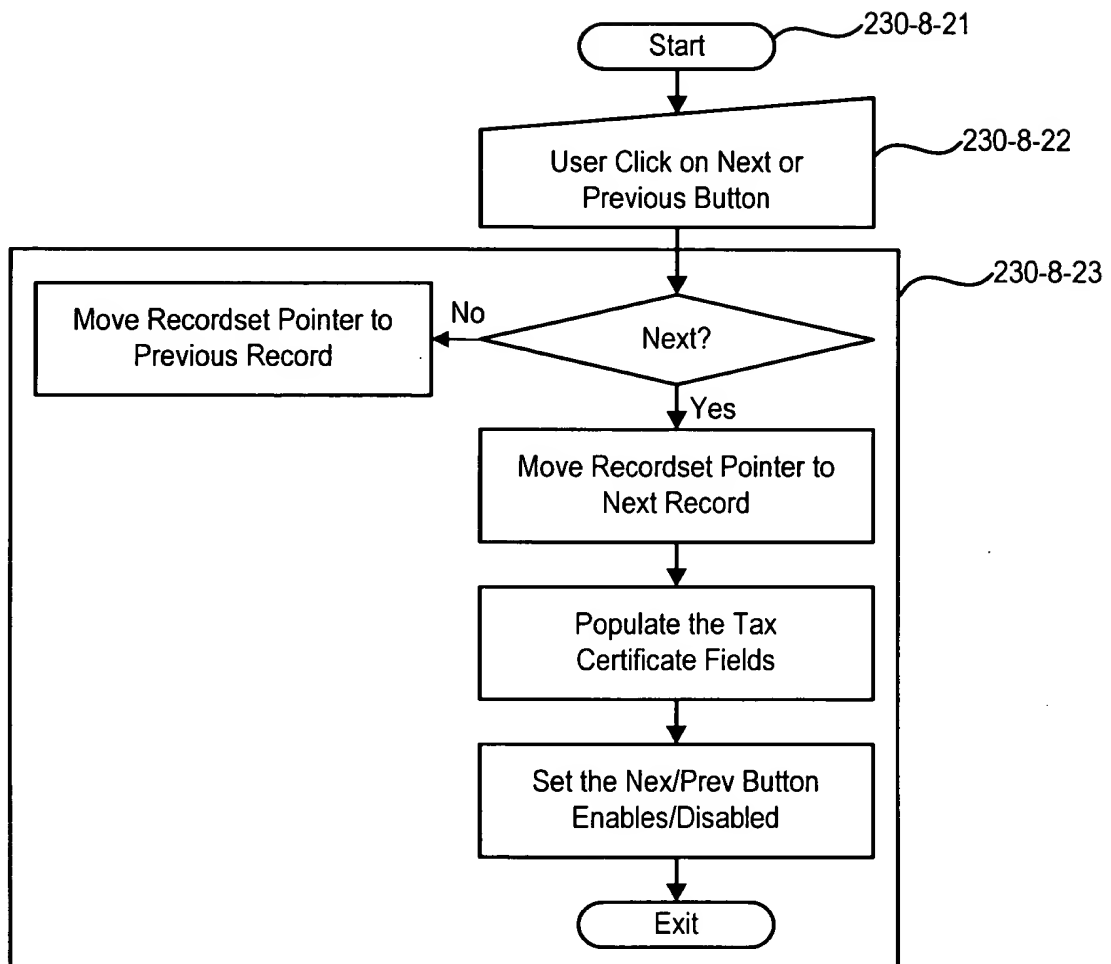 Start
230-8-21
User Click on Next or
Previous Button
230-8-22
230-8-23
Move Recordset Pointer to
Previous Record
No
Next?
Yes
Move Recordset Pointer to
Next Record
Populate the Tax
Certificate Fields
Set the Nex/Prev Button
Enables/Disabled
Exit